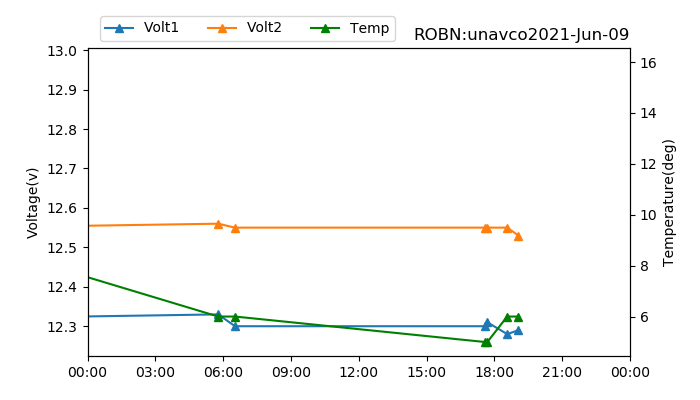 Volt1 Volt2 Temp
ROBN:unavco2021-Jun-09
Voltage(v)
13.0
12.9
12.8
12.7
12.6
12.5
12.4
12.3
16
14
12
10
8
6
Temperature(deg)
00:00 03:00 06:00 09:00 12:00 15:00 18:00 21:00 00:00